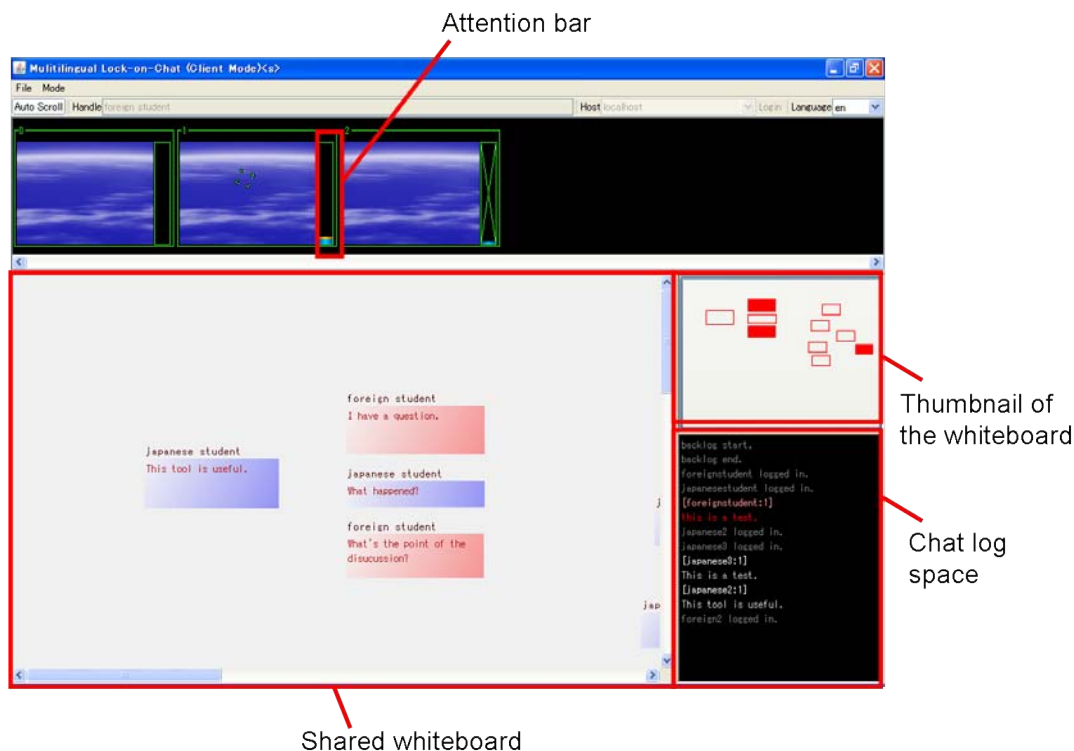 Attention bar
Mulitilingual Lock-on-Chat (Client Mode)<s>
File Mode
Auto Scroll Handle foreign student Host localhost Login Language en
0 1 2
foreign student
I have a question.
japanese student
This tool is useful.
japanese student
What happened?
foreign student
What's the point of the
disucussion?
j
jap
Thumbnail of
the whiteboard
backlog start.
backlog end.
foreignstudent logged in.
japanesestudent logged in.
[foreignstudent:1]
this is a test.
japanese2 logged in.
japanese3 logged in.
[japanese3:1]
This is a test.
[japanese2:1]
This tool is useful.
foreign2 logged in.
Chat log
space
Shared whiteboard